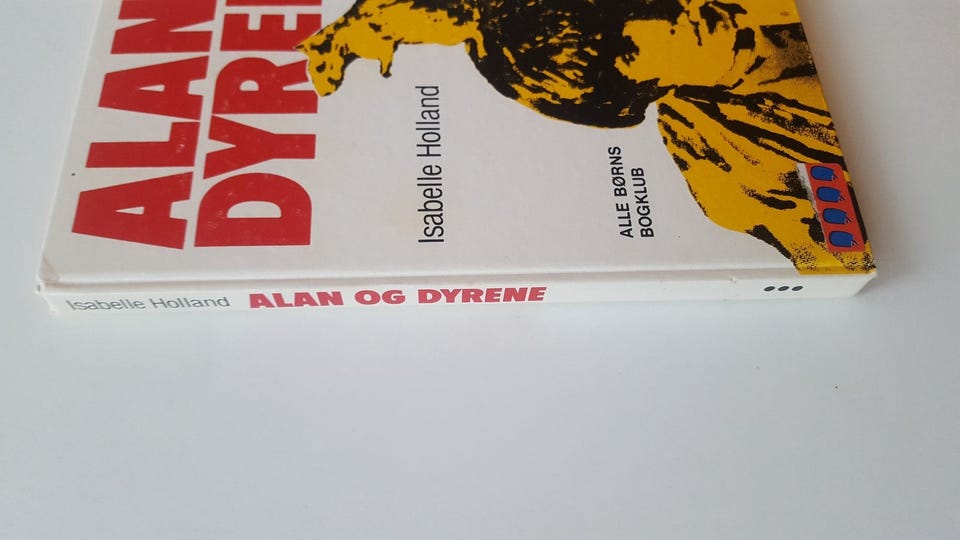 ALAN
DYRE
Isabelle Holland
ALLE BØRNS
BOGKLUB
Isabelle Holland ALAN OG DYRENE